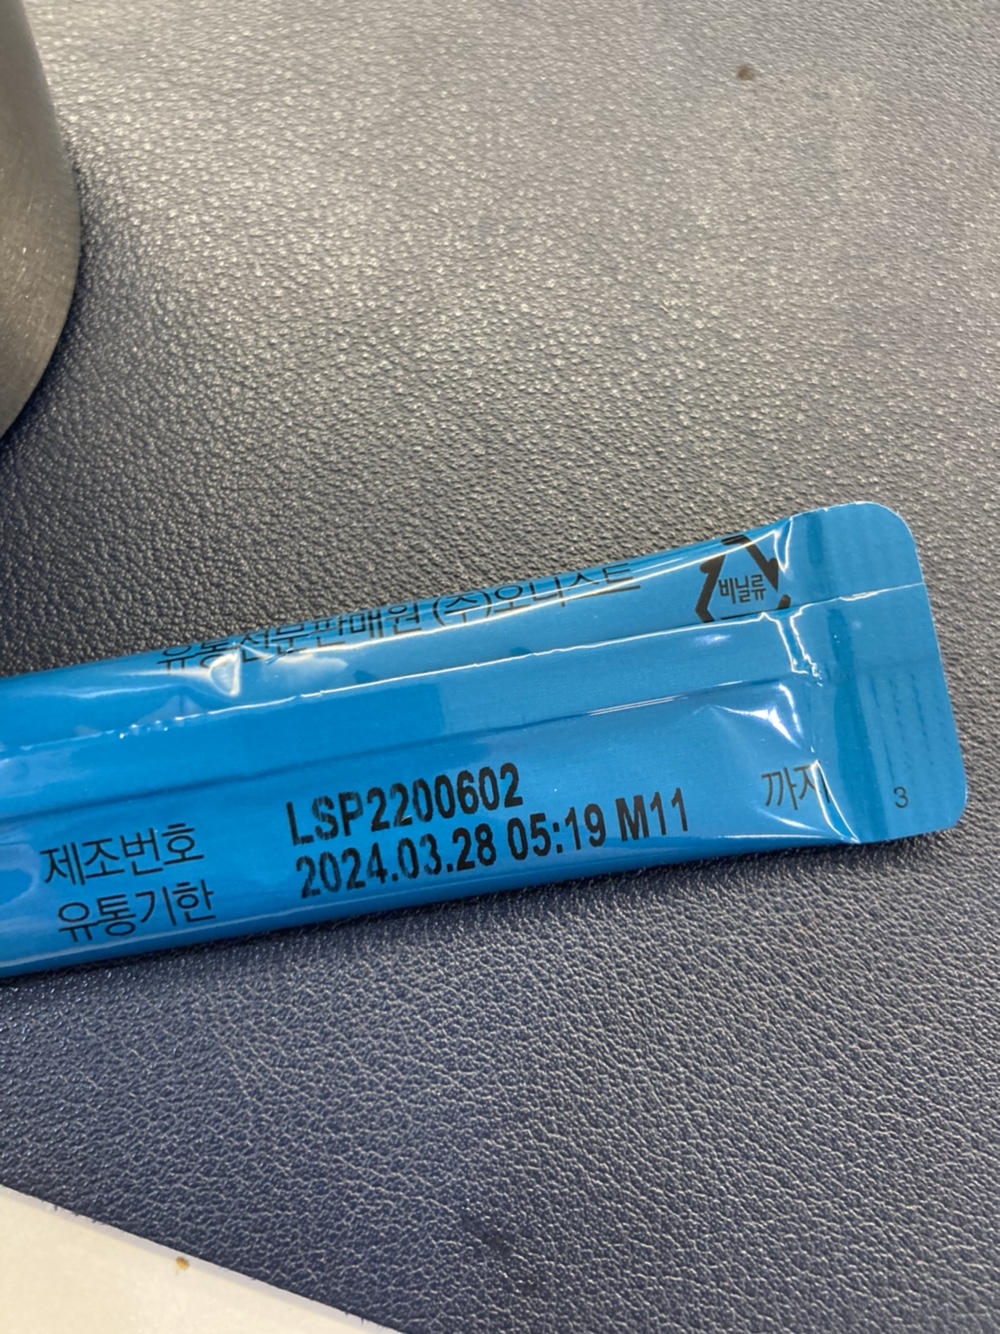 유통전문판매원 (주)오니스트
비닐류
제조번호 LSP2200602
유통기한 2024.03.28 05:19 M11 까지
3